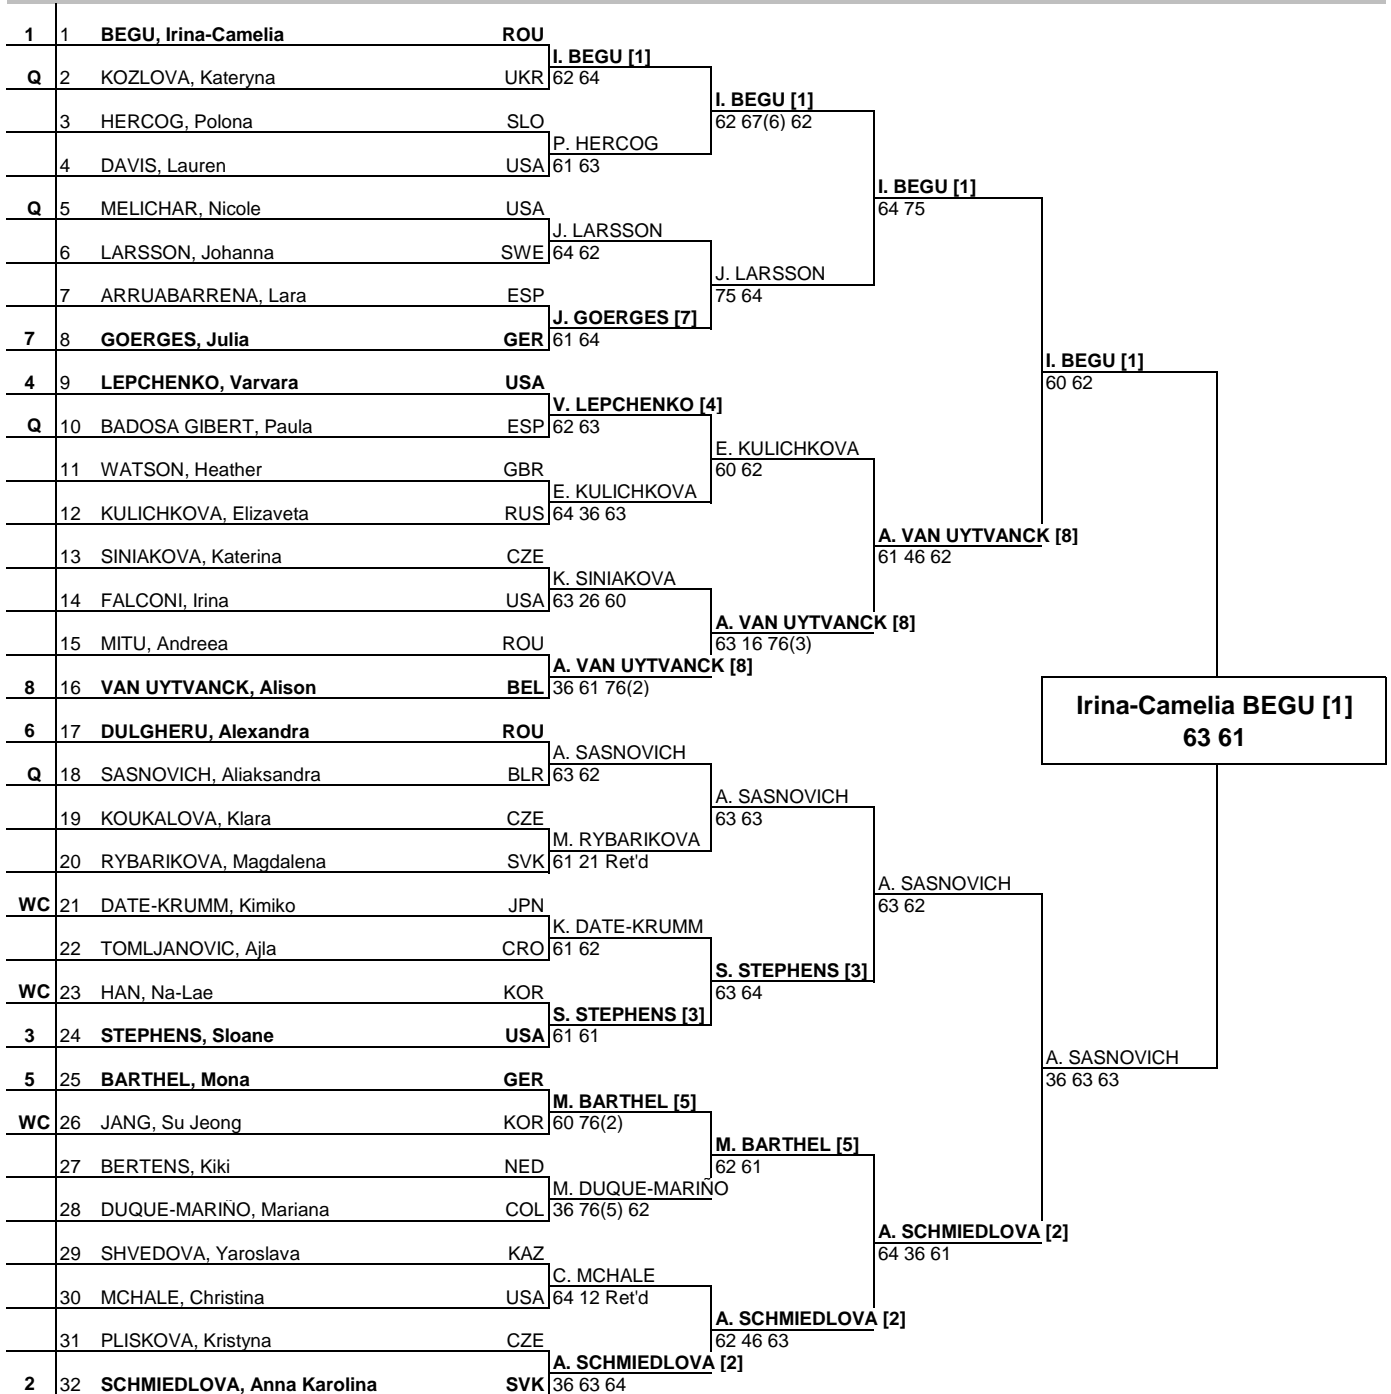 1 1 BEGU, Irina-Camelia ROU
I. BEGU [1]
Q 2 KOZLOVA, Kateryna UKR 62 64
I. BEGU [1]
3 HERCOG, Polona SLO 62 67(6) 62
P. HERCOG
4 DAVIS, Lauren USA 61 63
I. BEGU [1]
Q 5 MELICHAR, Nicole USA 64 75
J. LARSSON
6 LARSSON, Johanna SWE 64 62
J. LARSSON
7 ARRUABARRENA, Lara ESP 75 64
J. GOERGES [7]
7 8 GOERGES, Julia GER 61 64
I. BEGU [1]
4 9 LEPCHENKO, Varvara USA 60 62
V. LEPCHENKO [4]
Q 10 BADOSA GIBERT, Paula ESP 62 63
E. KULICHKOVA
11 WATSON, Heather GBR 60 62
E. KULICHKOVA
12 KULICHKOVA, Elizaveta RUS 64 36 63
A. VAN UYTVANCK [8]
13 SINIAKOVA, Katerina CZE 61 46 62
K. SINIAKOVA
14 FALCONI, Irina USA 63 26 60
A. VAN UYTVANCK [8]
15 MITU, Andreea ROU 63 16 76(3)
A. VAN UYTVANCK [8]
8 16 VAN UYTVANCK, Alison BEL 36 61 76(2)
Irina-Camelia BEGU [1]
63 61
6 17 DULGHERU, Alexandra ROU
A. SASNOVICH
Q 18 SASNOVICH, Aliaksandra BLR 63 62
A. SASNOVICH
19 KOUKALOVA, Klara CZE 63 63
M. RYBARIKOVA
20 RYBARIKOVA, Magdalena SVK 61 21 Ret'd
A. SASNOVICH
WC 21 DATE-KRUMM, Kimiko JPN 63 62
K. DATE-KRUMM
22 TOMLJANOVIC, Ajla CRO 61 62
S. STEPHENS [3]
WC 23 HAN, Na-Lae KOR 63 64
S. STEPHENS [3]
3 24 STEPHENS, Sloane USA 61 61
A. SASNOVICH
5 25 BARTHEL, Mona GER 36 63 63
M. BARTHEL [5]
WC 26 JANG, Su Jeong KOR 60 76(2)
M. BARTHEL [5]
27 BERTENS, Kiki NED 62 61
M. DUQUE-MARIÑO
28 DUQUE-MARIÑO, Mariana COL 36 76(5) 62
A. SCHMIEDLOVA [2]
29 SHVEDOVA, Yaroslava KAZ 64 36 61
C. MCHALE
30 MCHALE, Christina USA 64 12 Ret'd
A. SCHMIEDLOVA [2]
31 PLISKOVA, Kristyna CZE 62 46 63
A. SCHMIEDLOVA [2]
2 32 SCHMIEDLOVA, Anna Karolina SVK 36 63 64